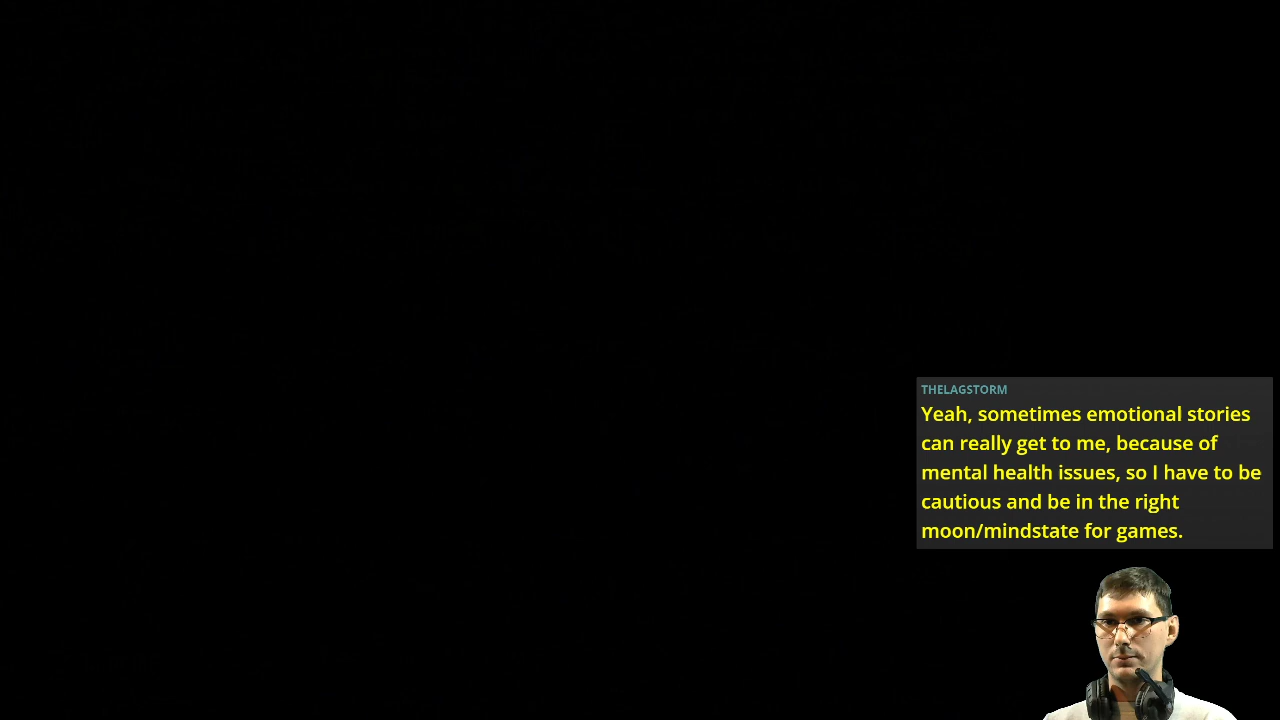 THELAGSTORM
Yeah, sometimes emotional stories
can really get to me, because of
mental health issues, so I have to be
cautious and be in the right
moon/mindstate for games.